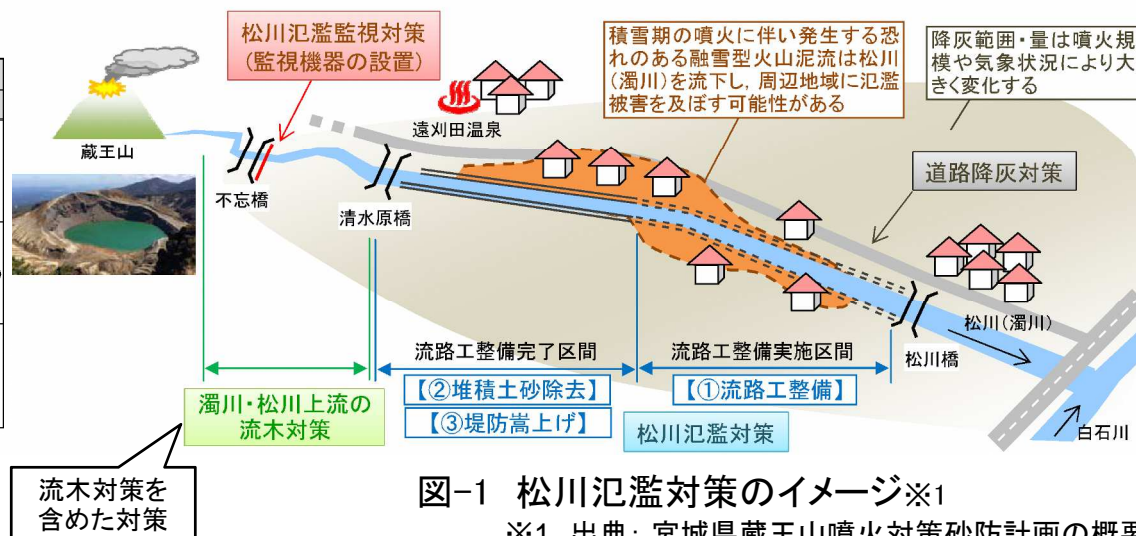 松川氾濫監視対策
(監視機器の設置)
積雪期の噴火に伴い発生する恐
れのある融雪型火山泥流は松川
(濁川)を流下し，周辺地域に氾濫
被害を及ぼす可能性がある
降灰範囲・量は噴火規
模や気象状況により大
きく変化する
蔵王山
遠刈田温泉
道路降灰対策
不忘橋
清水原橋
松川(濁川)
松川橋
流路工整備完了区間
流路工整備実施区間
【②堆積土砂除去】
【①流路工整備】
【③堤防嵩上げ】
濁川・松川上流の
流木対策
松川氾濫対策
白石川
流木対策を
含めた対策
図-1 松川氾濫対策のイメージ※1
※1 出典：宮城県蔵王山噴火対策砂防計画の概要